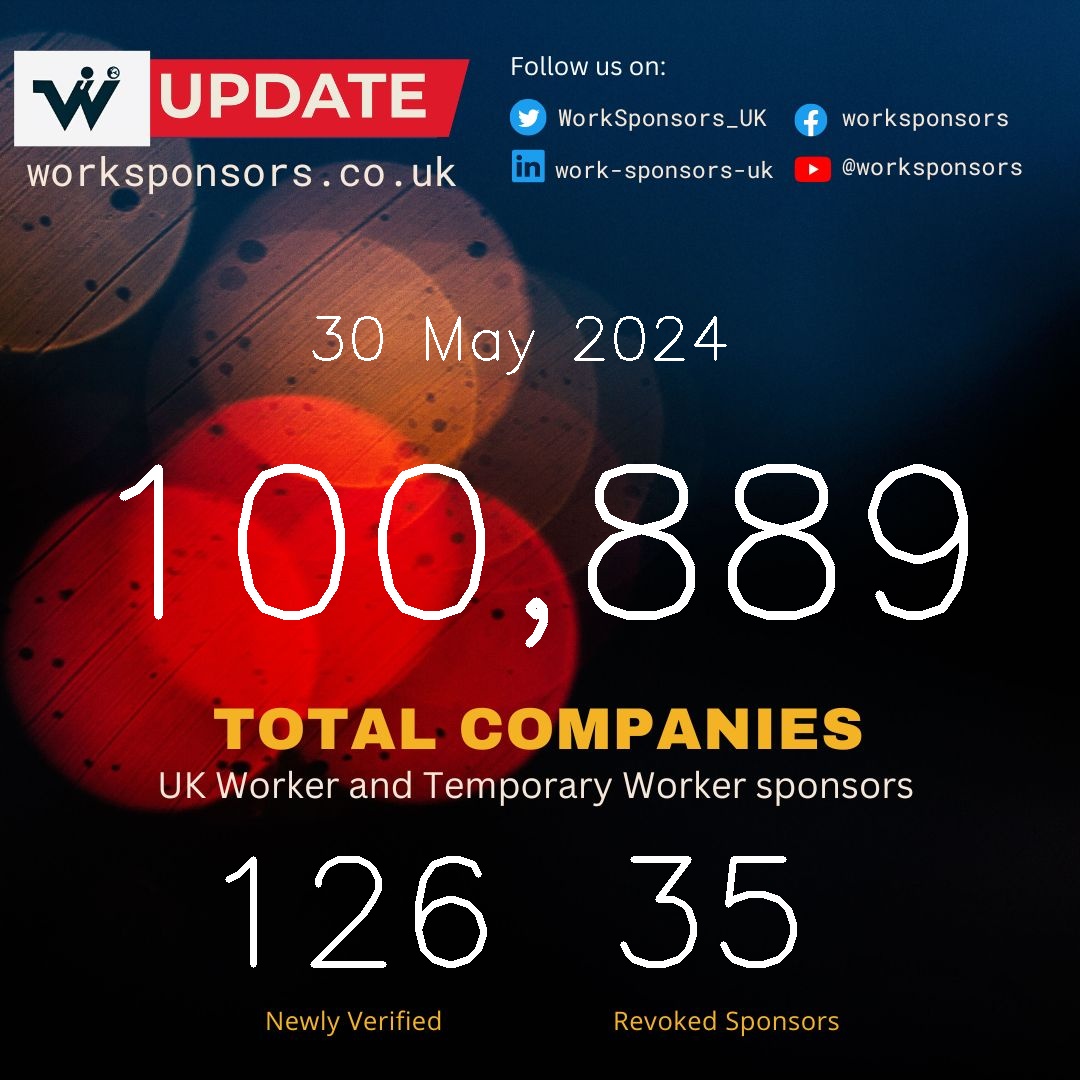 UPDATE
worksponsors.co.uk
Follow us on:
WorkSponsors_UK
worksponsors
work-sponsors-uk
@worksponsors
30 May 2024
100,889
TOTAL COMPANIES
UK Worker and Temporary Worker sponsors
126
35
Newly Verified
Revoked Sponsors